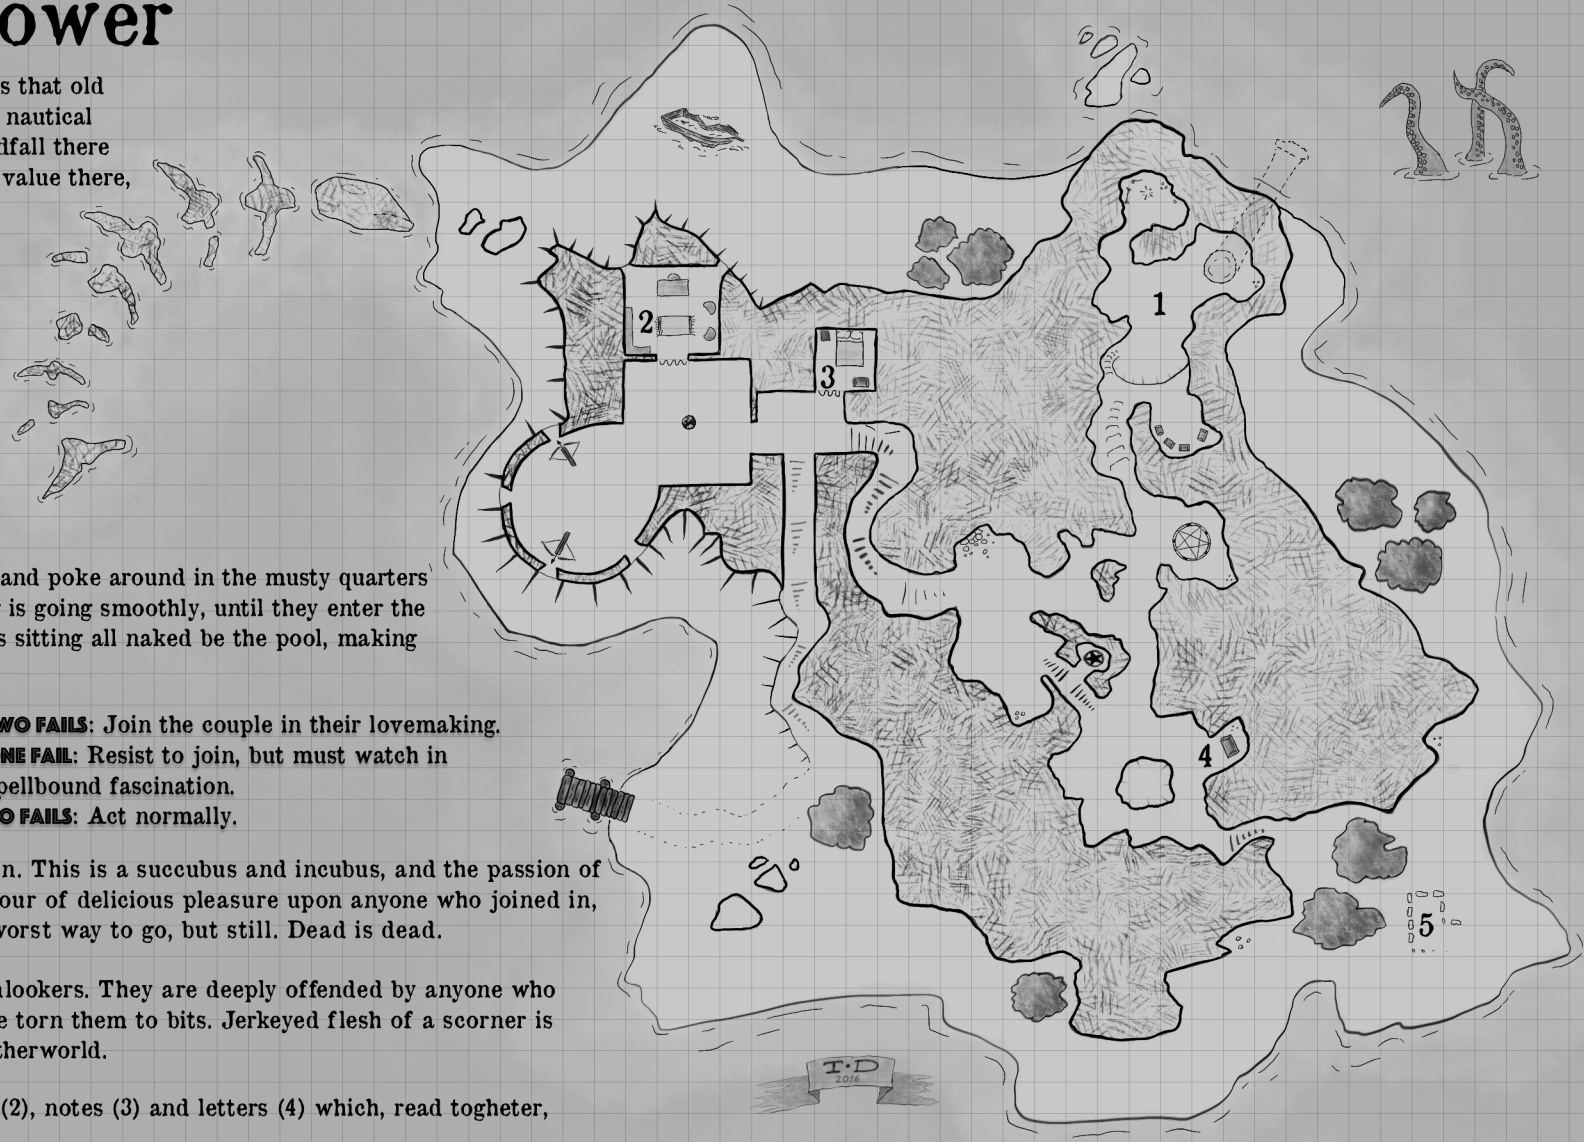 ower
s that old
nautical
dfall there
value there,
and poke around in the musty quarters
is going smoothly, until they enter the
s sitting all naked be the pool, making
WO FAILS: Join the couple in their lovemaking.
NE FAIL: Resist to join, but must watch in
pellbound fascination.
O FAILS: Act normally.
n. This is a succubus and incubus, and the passion of
our of delicious pleasure upon anyone who joined in,
worst way to go, but still. Dead is dead.
nlookers. They are deeply offended by anyone who
e torn them to bits. Jerkeyed flesh of a scorner is
therworld.
(2), notes (3) and letters (4) which, read togheter,
1
2
3
4
5
T·D
2016